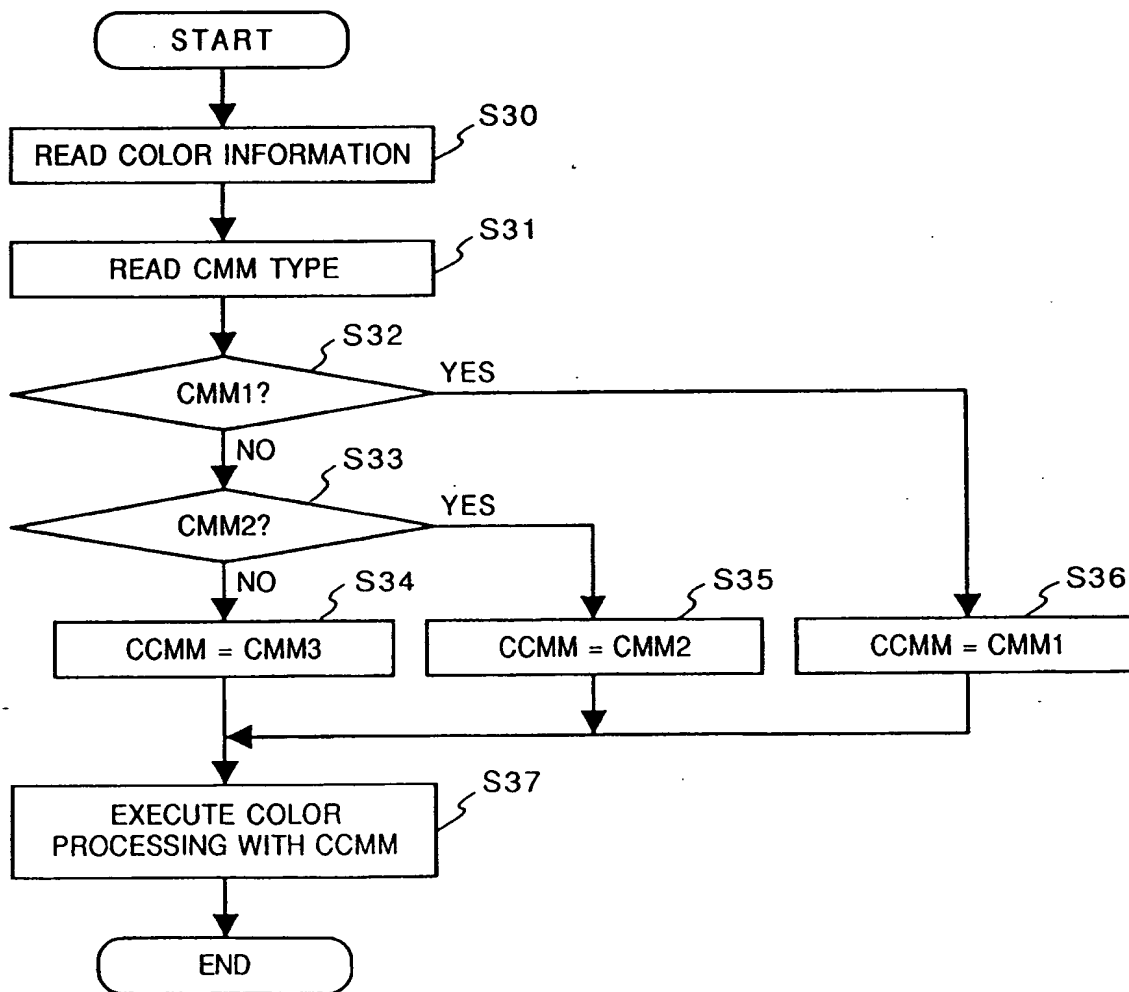 START
S30
READ COLOR INFORMATION
S31
READ CMM TYPE
S32
CMM1?
YES
NO
S33
CMM2?
YES
NO
S34
CCMM = CMM3
S35
CCMM = CMM2
S36
CCMM = CMM1
S37
EXECUTE COLOR
PROCESSING WITH CCMM
END